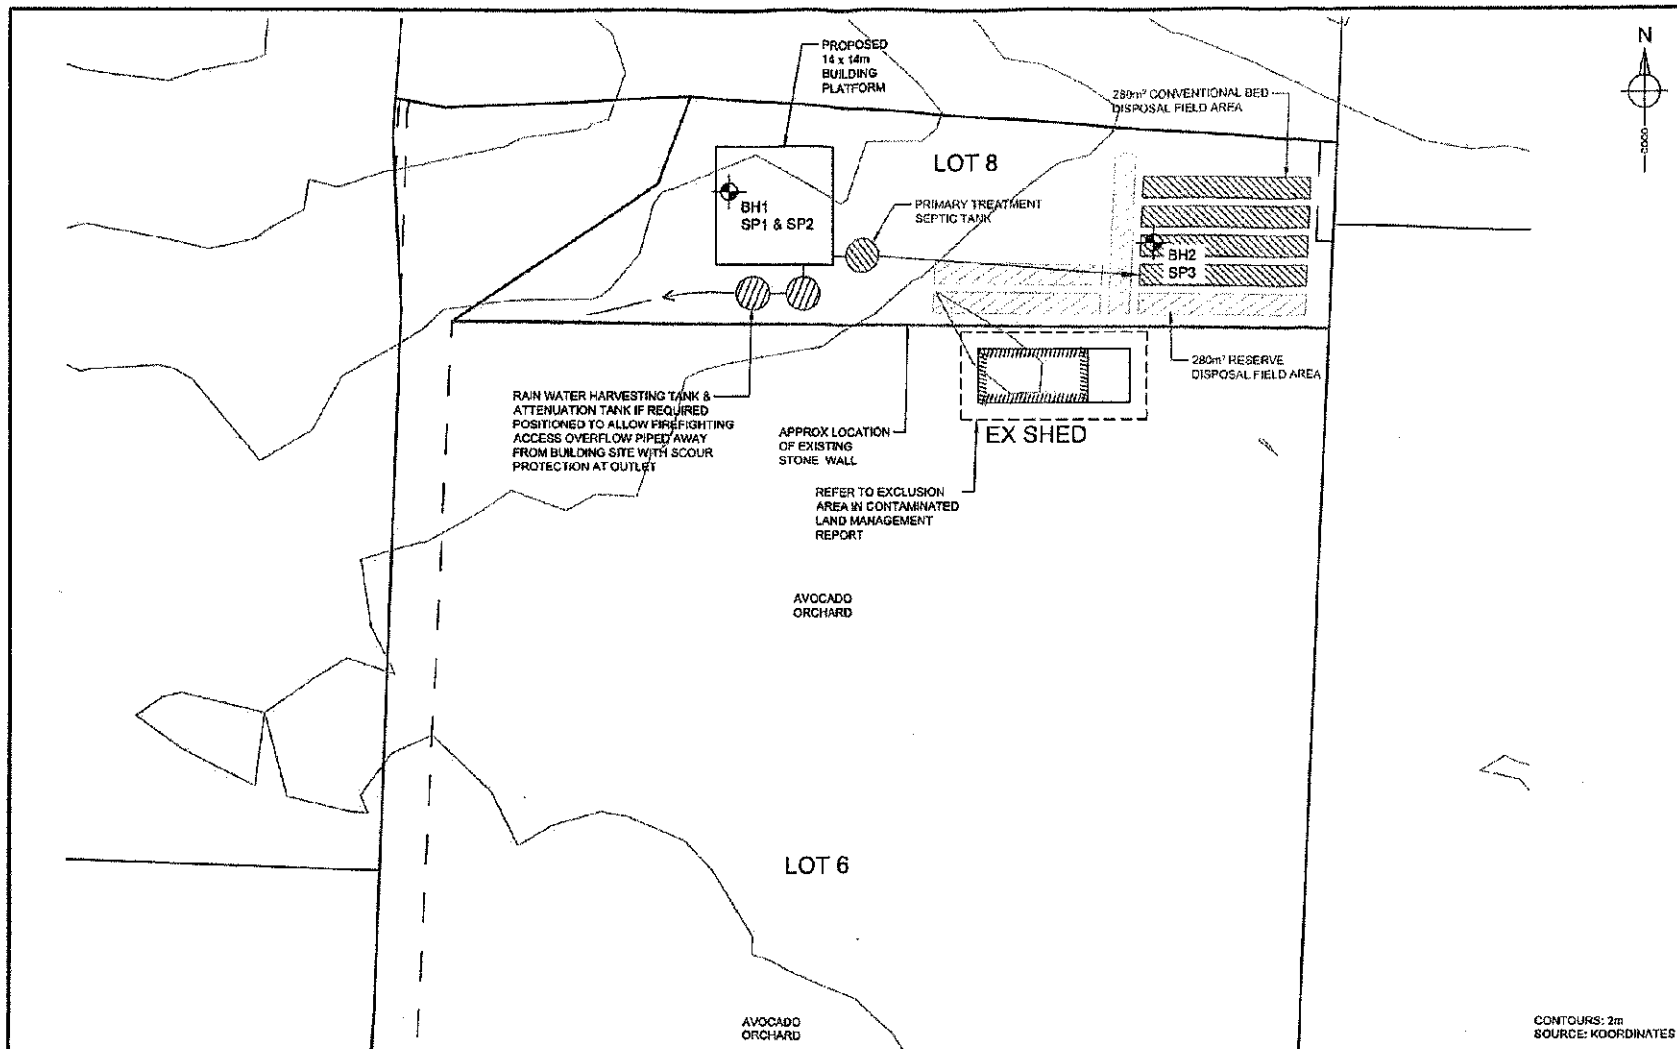 N
PROPOSED
14 x 14m
BUILDING
PLATFORM
280m² CONVENTIONAL BED
DISPOSAL FIELD AREA
LOT 8
BH1
SP1 & SP2
PRIMARY TREATMENT
SEPTIC TANK
BH2
SP3
280m² RESERVE
DISPOSAL FIELD AREA
RAIN WATER HARVESTING TANK &
ATTENUATION TANK IF REQUIRED
POSITIONED TO ALLOW FIREFIGHTING
ACCESS OVERFLOW PIPED AWAY
FROM BUILDING SITE WITH SCOUR
PROTECTION AT OUTLET
APPROX LOCATION
OF EXISTING
STONE WALL
EX SHED
REFER TO EXCLUSION
AREA IN CONTAMINATED
LAND MANAGEMENT
REPORT
AVOCADO
ORCHARD
LOT 6
AVOCADO
ORCHARD
CONTOURS: 2m
SOURCE: KOORDINATES